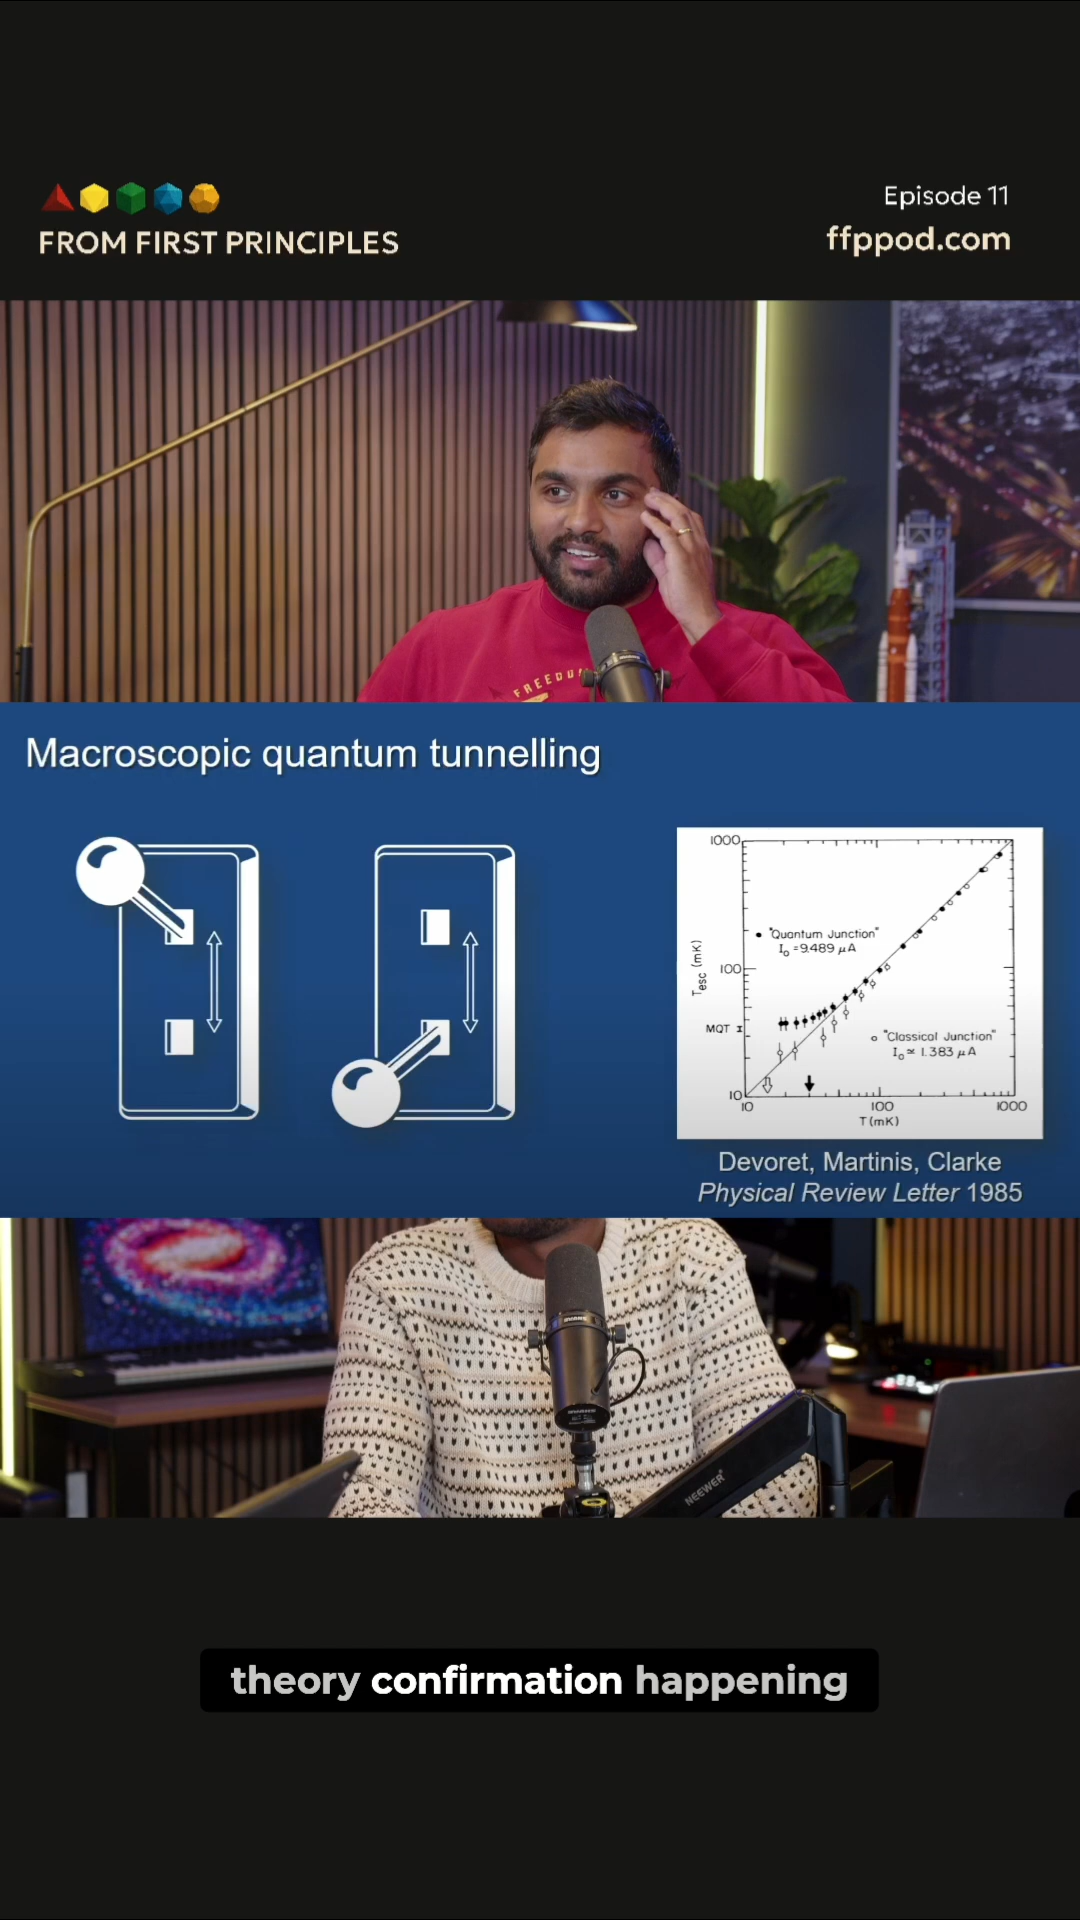 Episode 11
FROM FIRST PRINCIPLES
ffppod.com
FREEDOM
Macroscopic quantum tunnelling
1000
"Quantum Junction"
I₀ = 9.489 μA
Tesc (mK)
100
MQT
"Classical Junction"
I₀ ≃ 1.383 μA
10
10
100
1000
T (mK)
Devoret, Martinis, Clarke
Physical Review Letter 1985
NEEWER
theory confirmation happening